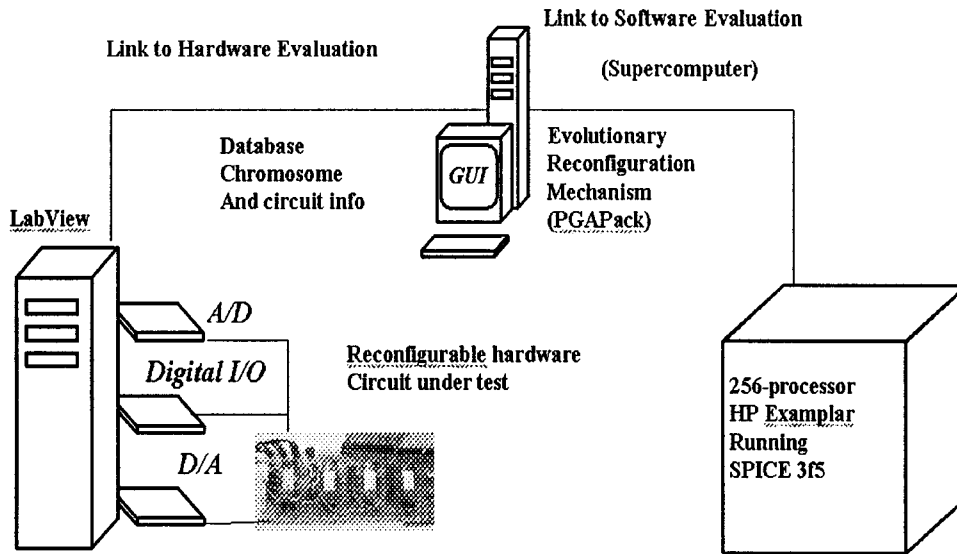 Link to Software Evaluation
(Supercomputer)
Link to Hardware Evaluation
Database
Chromosome
And circuit info
GUI
Evolutionary
Reconfiguration
Mechanism
(PGAPack)
LabView
A/D
Digital I/O
D/A
Reconfigurable hardware
Circuit under test
256-processor
HP Examplar
Running
SPICE 3f5